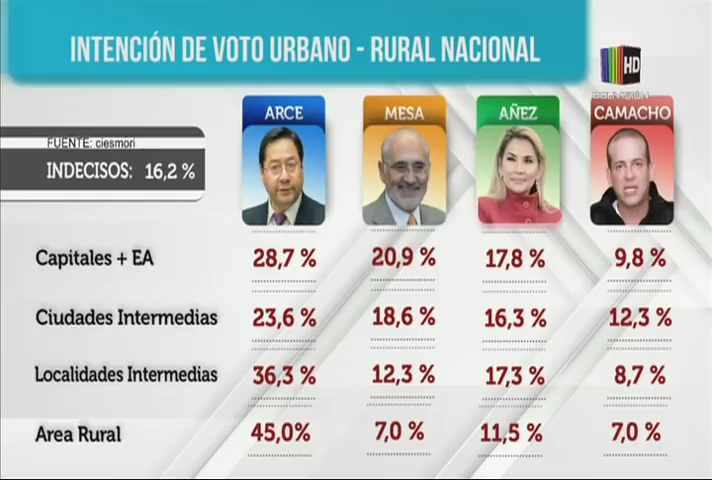 INTENCIÓN DE VOTO URBANO - RURAL NACIONAL
HD
ARCE MESA AÑEZ CAMACHO
FUENTE: ciesmori
INDECISOS: 16,2 %
Capitales + EA 28,7 % 20,9 % 17,8 % 9,8 %
Ciudades Intermedias 23,6 % 18,6 % 16,3 % 12,3 %
Localidades Intermedias 36,3 % 12,3 % 17,3 % 8,7 %
Area Rural 45,0% 7,0 % 11,5 % 7,0 %